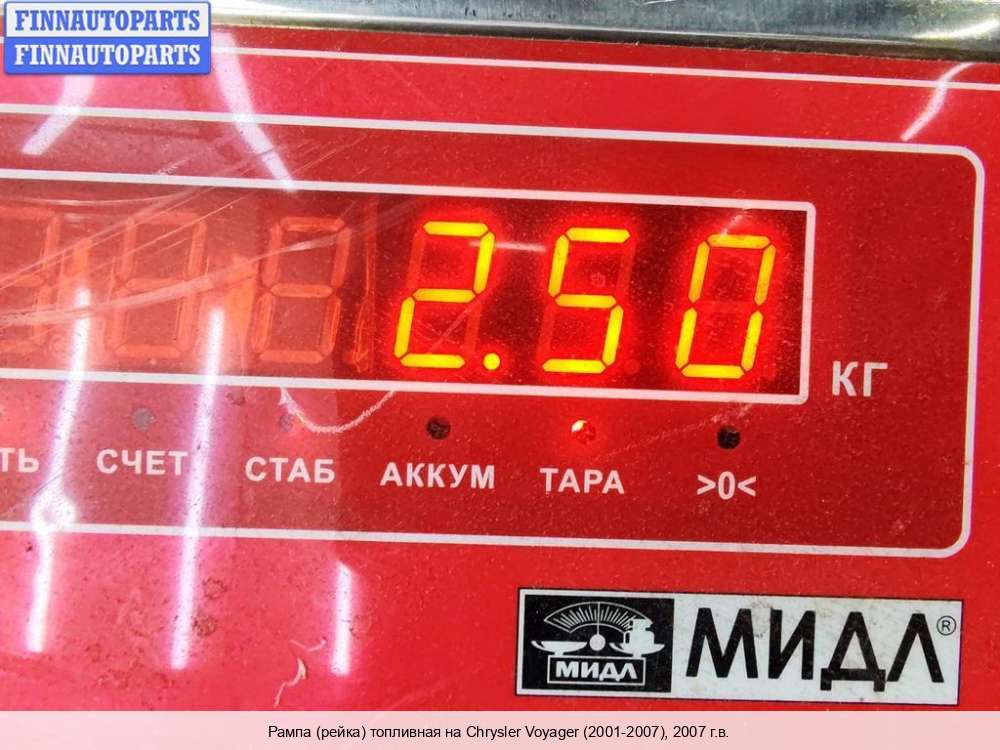 FINNAUTOPARTS
FINNAUTOPARTS
2.50
КГ
ТЬ СЧЕТ СТАБ АККУМ ТАРА >0<
МИДЛ МИДЛ®
Рампа (рейка) топливная на Chrysler Voyager (2001-2007), 2007 г.в.